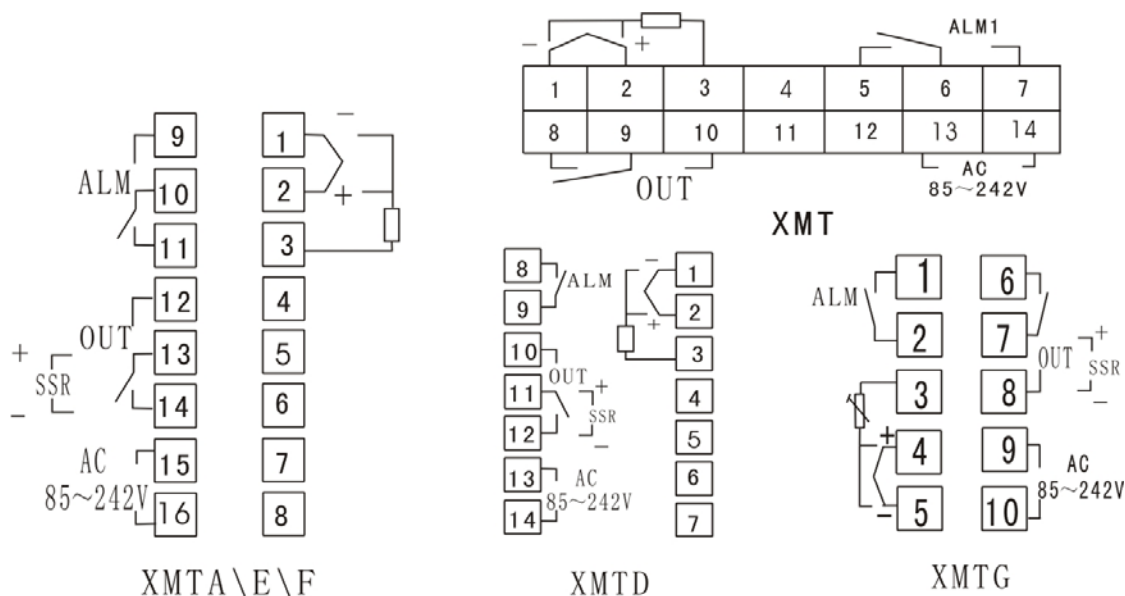 ALM1
- +
1 2 3 4 5 6 7
8 9 10 11 12 13 14
OUT
AC
85~242V
XMT
9 1 -
ALM 10 2 +
11 3
12 4
OUT
+ 13 5
SSR
- 14 6
AC 15 7
85~242V 16 8
XMTA\E\F
8 - 1
ALM
9 + 2
10 3
OUT
11 + 4
SSR
12 - 5
13 AC 6
85~242V
14 7
XMTD
1 6
ALM
2 7 +
OUT SSR
3 8 -
+ 4 9 AC
85~242V
- 5 10
XMTG